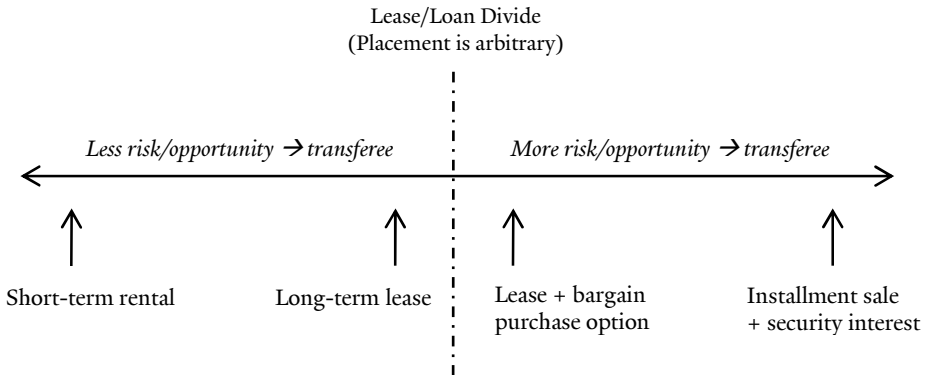 Lease/Loan Divide
(Placement is arbitrary)
Less risk/opportunity → transferee
More risk/opportunity → transferee
Short-term rental
Long-term lease
Lease + bargain
purchase option
Installment sale
+ security interest